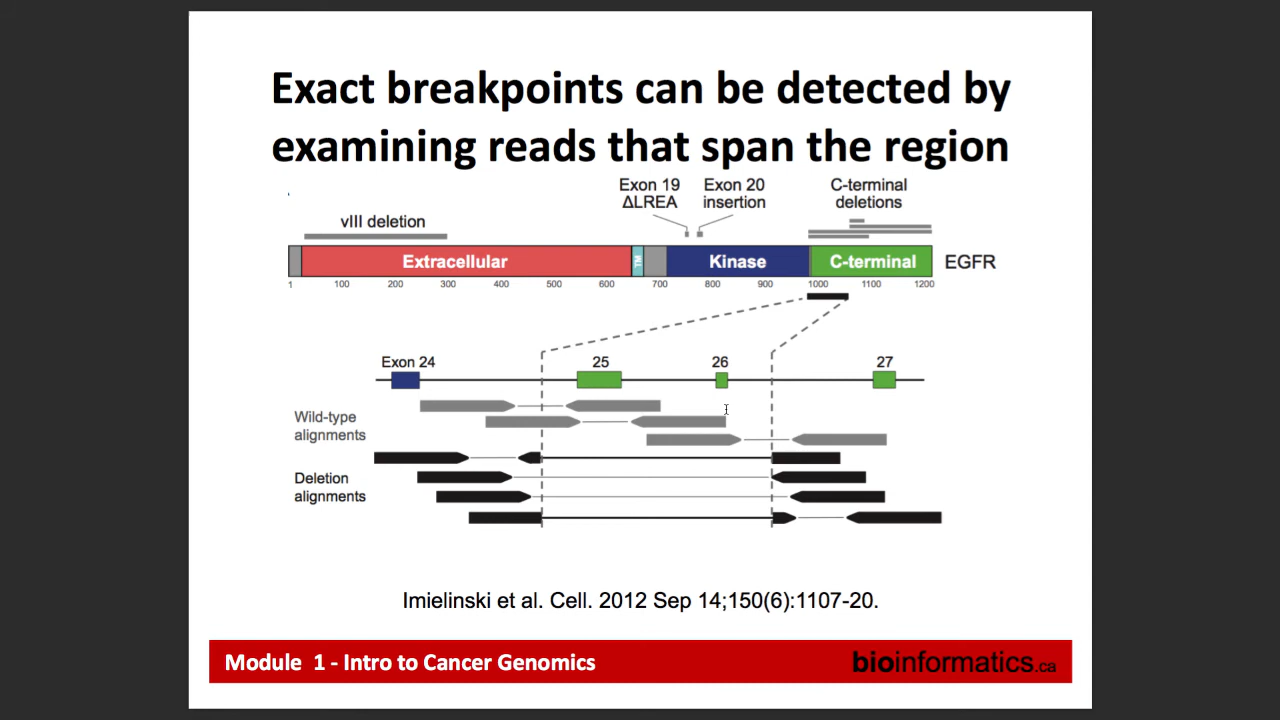 Exact breakpoints can be detected by
examining reads that span the region
Exon 19
ΔLREA
Exon 20
insertion
C-terminal
deletions
vIII deletion
Extracellular
TM
Kinase
C-terminal
EGFR
1 100 200 300 400 500 600 700 800 900 1000 1100 1200
Exon 24 25 26 27
Wild-type
alignments
Deletion
alignments
Imielinski et al. Cell. 2012 Sep 14;150(6):1107-20.
Module 1 - Intro to Cancer Genomics
bioinformatics.ca